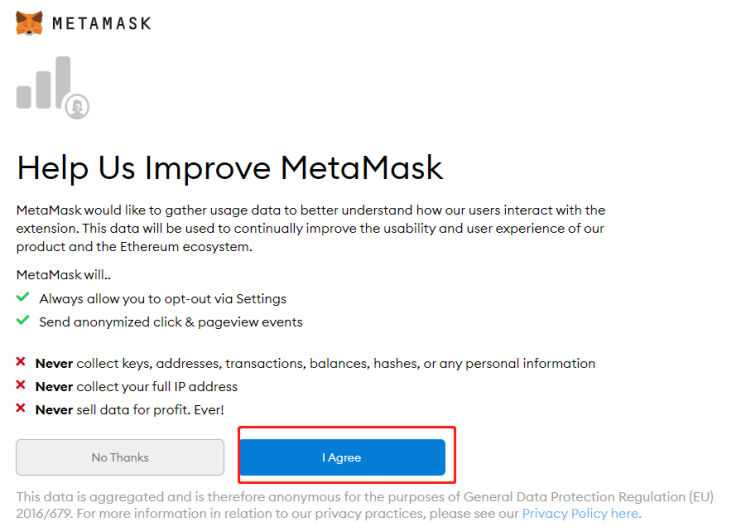 METAMASK
Help Us Improve MetaMask
MetaMask would like to gather usage data to better understand how our users interact with the
extension. This data will be used to continually improve the usability and user experience of our
product and the Ethereum ecosystem.
MetaMask will..
Always allow you to opt-out via Settings
Send anonymized click & pageview events
Never collect keys, addresses, transactions, balances, hashes, or any personal information
Never collect your full IP address
Never sell data for profit. Ever!
No Thanks
I Agree
This data is aggregated and is therefore anonymous for the purposes of General Data Protection Regulation (EU)
2016/679. For more information in relation to our privacy practices, please see our Privacy Policy here.